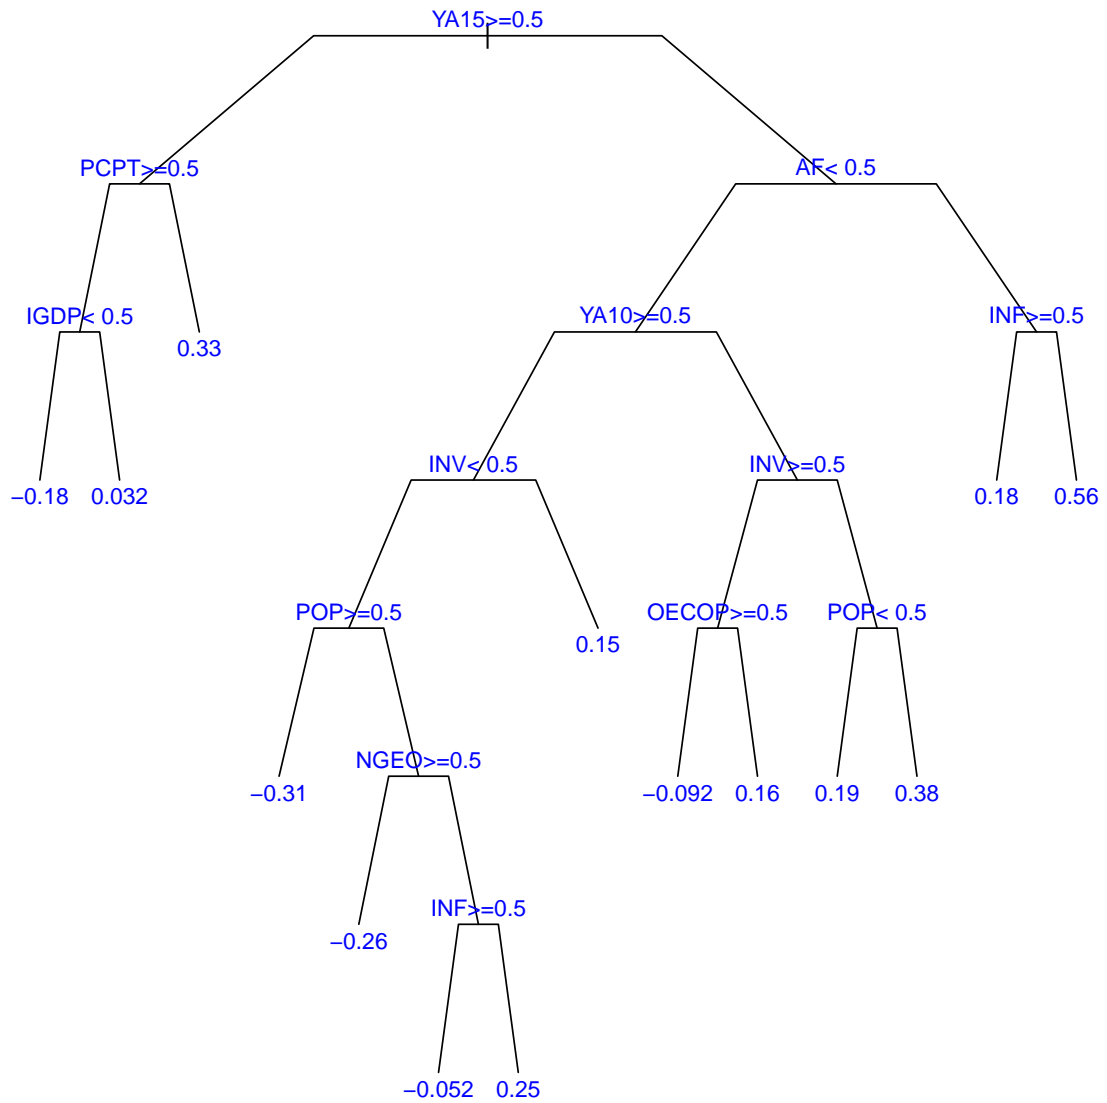 YA15>=0.5
PCPT>=0.5
AF< 0.5
IGDP< 0.5
0.33
YA10>=0.5
INF>=0.5
−0.18
0.032
INV< 0.5
INV>=0.5
0.18
0.56
POP>=0.5
0.15
OECOP>=0.5
POP< 0.5
−0.31
NGEO>=0.5
−0.092
0.16
0.19
0.38
−0.26
INF>=0.5
−0.052
0.25